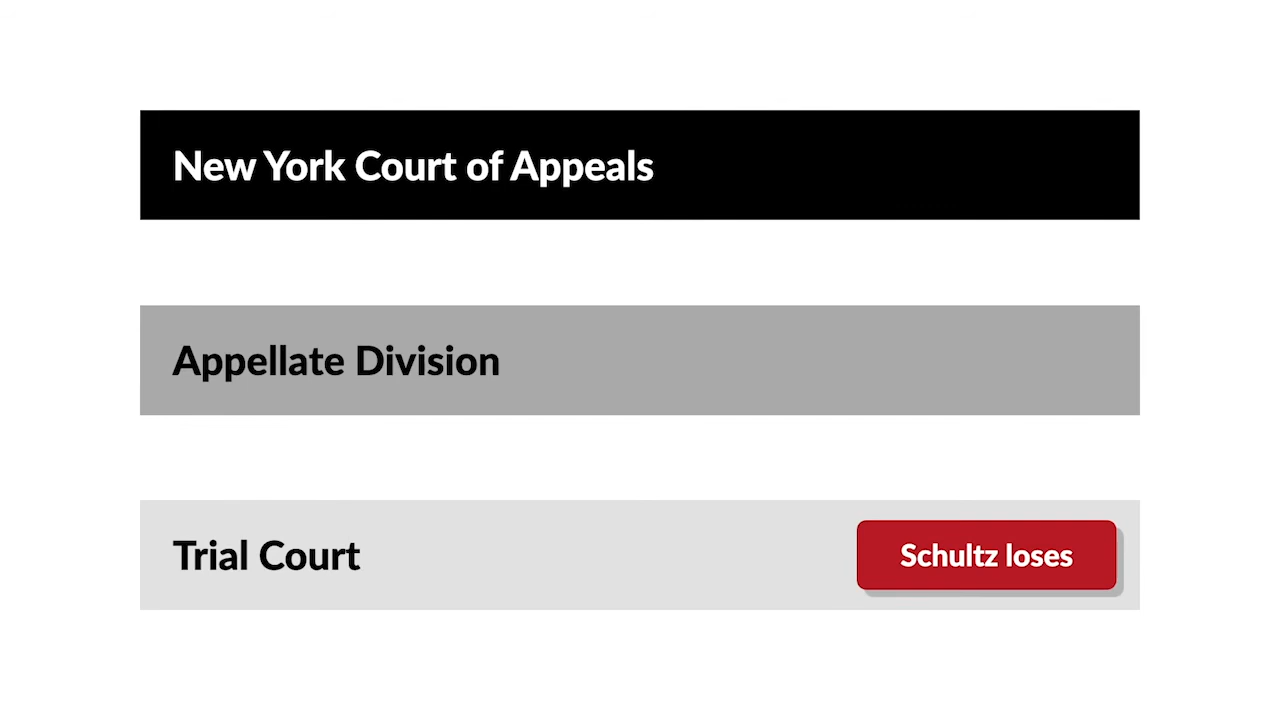 New York Court of Appeals
Appellate Division
Trial Court
Schultz loses